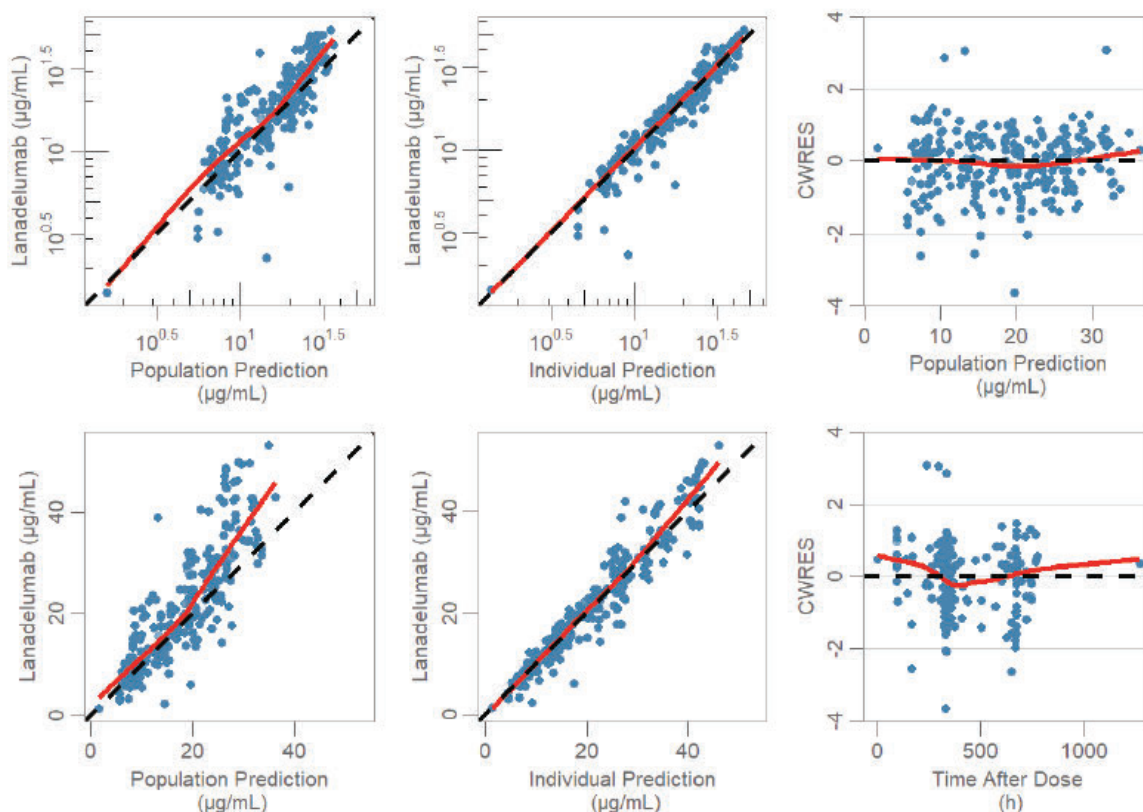 Lanadelumab (µg/mL)
10^1.5
10^1
10^0.5
10^0.5
10^1
10^1.5
Population Prediction
(µg/mL)
Lanadelumab (µg/mL)
10^1.5
10^1
10^0.5
10^0.5
10^1
10^1.5
Individual Prediction
(µg/mL)
CWRES
4
2
0
-2
-4
0
10
20
30
Population Prediction
(µg/mL)
Lanadelumab (µg/mL)
40
20
0
0
20
40
Population Prediction
(µg/mL)
Lanadelumab (µg/mL)
40
20
0
0
20
40
Individual Prediction
(µg/mL)
CWRES
4
2
0
-2
-4
0
500
1000
Time After Dose
(h)